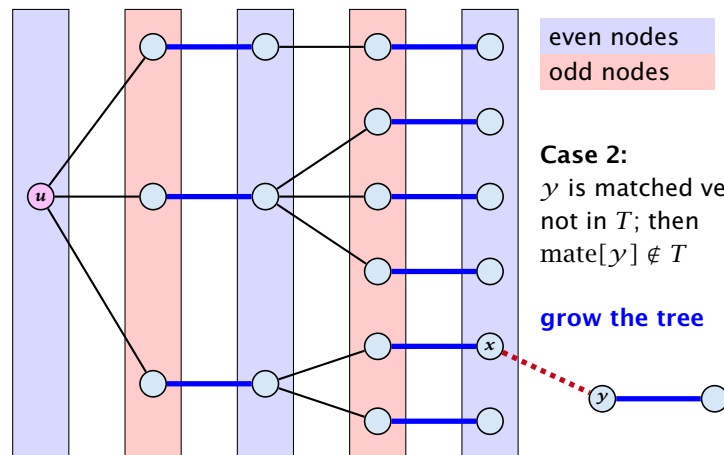 even nodes
odd nodes
Case 2:
y is matched ve
not in T; then
mate[y] ∉ T
grow the tree
u
x
y